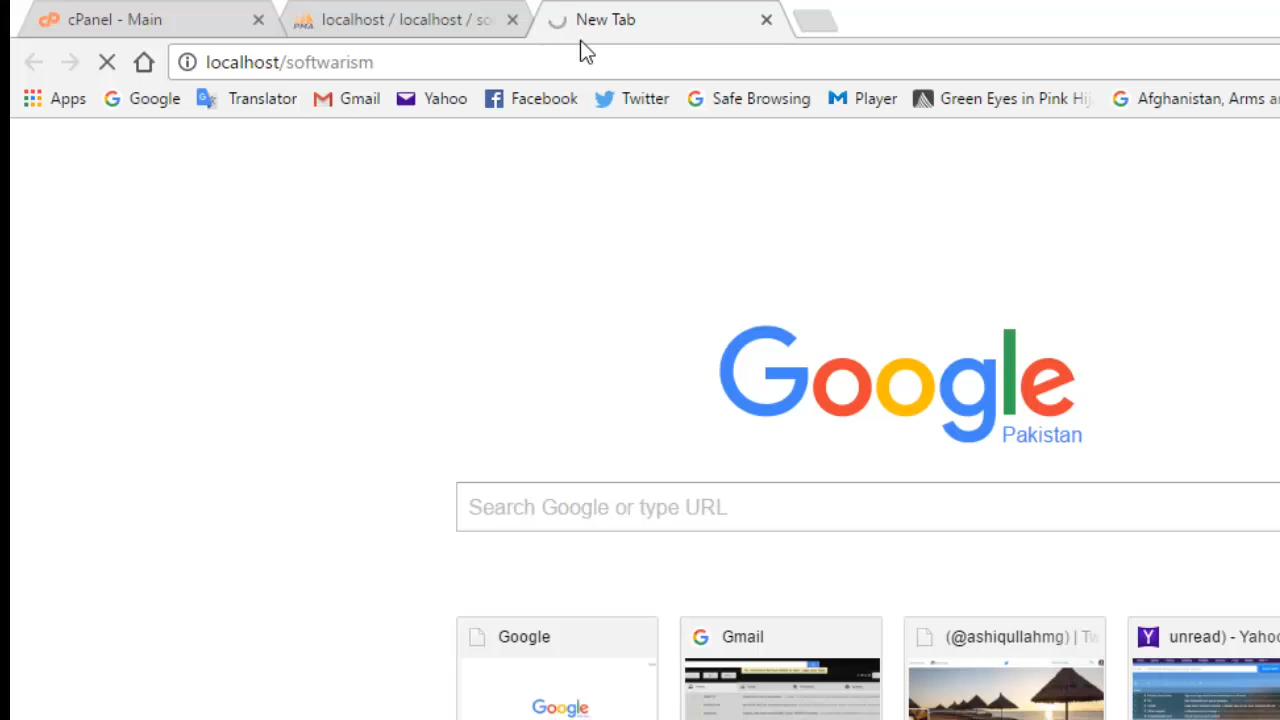 cPanel - Main
localhost / localhost / so
New Tab
localhost/softwarism
Apps Google Translator Gmail Yahoo Facebook Twitter Safe Browsing Player Green Eyes in Pink Hij Afghanistan, Arms a
Google
Pakistan
Search Google or type URL
Google
Gmail
(@ashiqullahmg) | Tw
unread) - Yahoo
Google